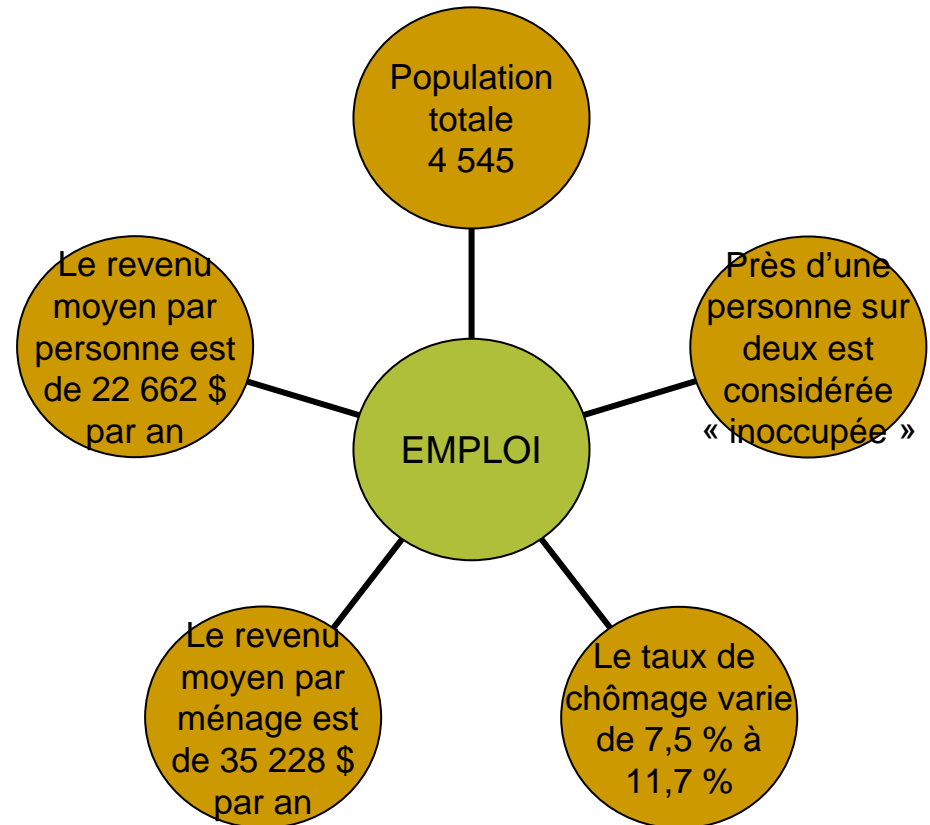 Population
totale
4 545
Près d’une
personne sur
deux est
considérée
« inoccupée »
Le taux de
chômage varie
de 7,5 % à
11,7 %
Le revenu
moyen par
ménage est
de 35 228 $
par an
Le revenu
moyen par
personne est
de 22 662 $
par an
EMPLOI